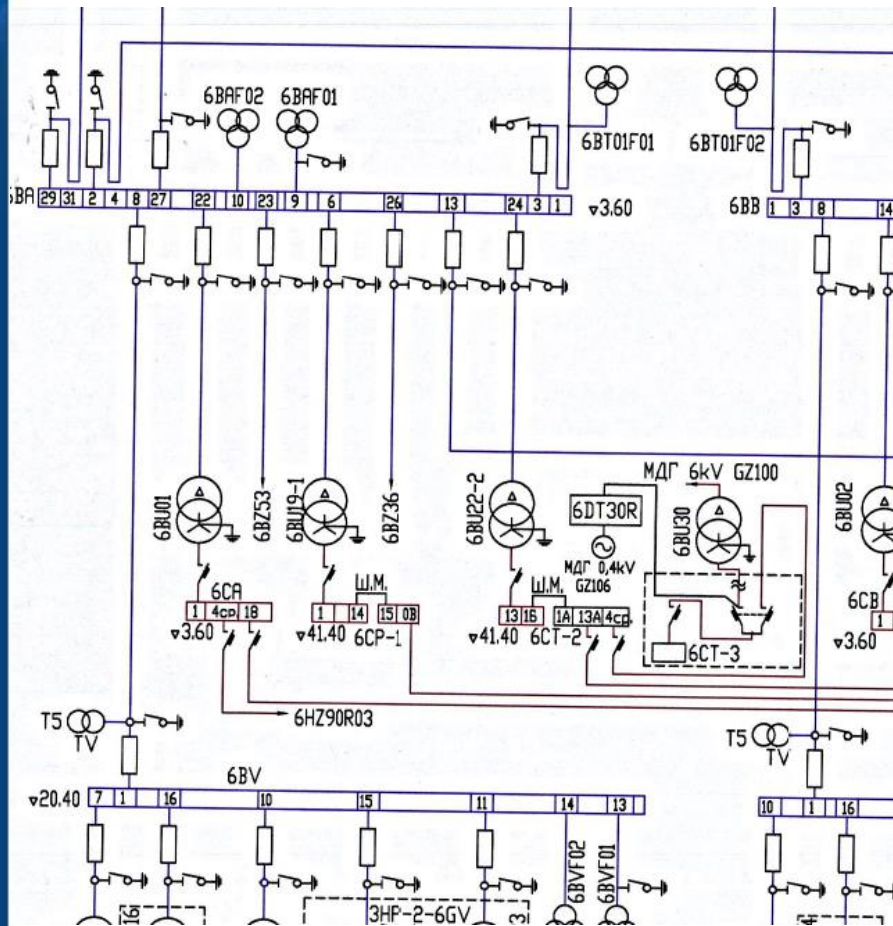 6BAF02 6BAF01
6BT01F01 6BT01F02
6BA 29 31 2 4 8 27 22 10 23 9 6 26 13 24 3 1 ▿3.60 6BB 1 3 8 14
МДГ 6kV GZ100
6BU01 6BZ53 6BU19-1 6BZ36 6BU22-2 6DT30R 6BU30 6BU02
МДГ 0,4kV
GZ106
6CA Ш.М. Ш.М. 6CB
1 4ср 18 1 14 15 0B 13 16 1A 13A 4ср. 1
▿3.60 ▿41.40 6CP-1 ▿41.40 6CT-2 6CT-3 ▿3.60
6HZ90R03
T5 T5
TV TV
6BV
▿20.40 7 1 16 10 15 11 14 13 10 1 16
6BVF02 6BVF01
16 3НР-2-6GV